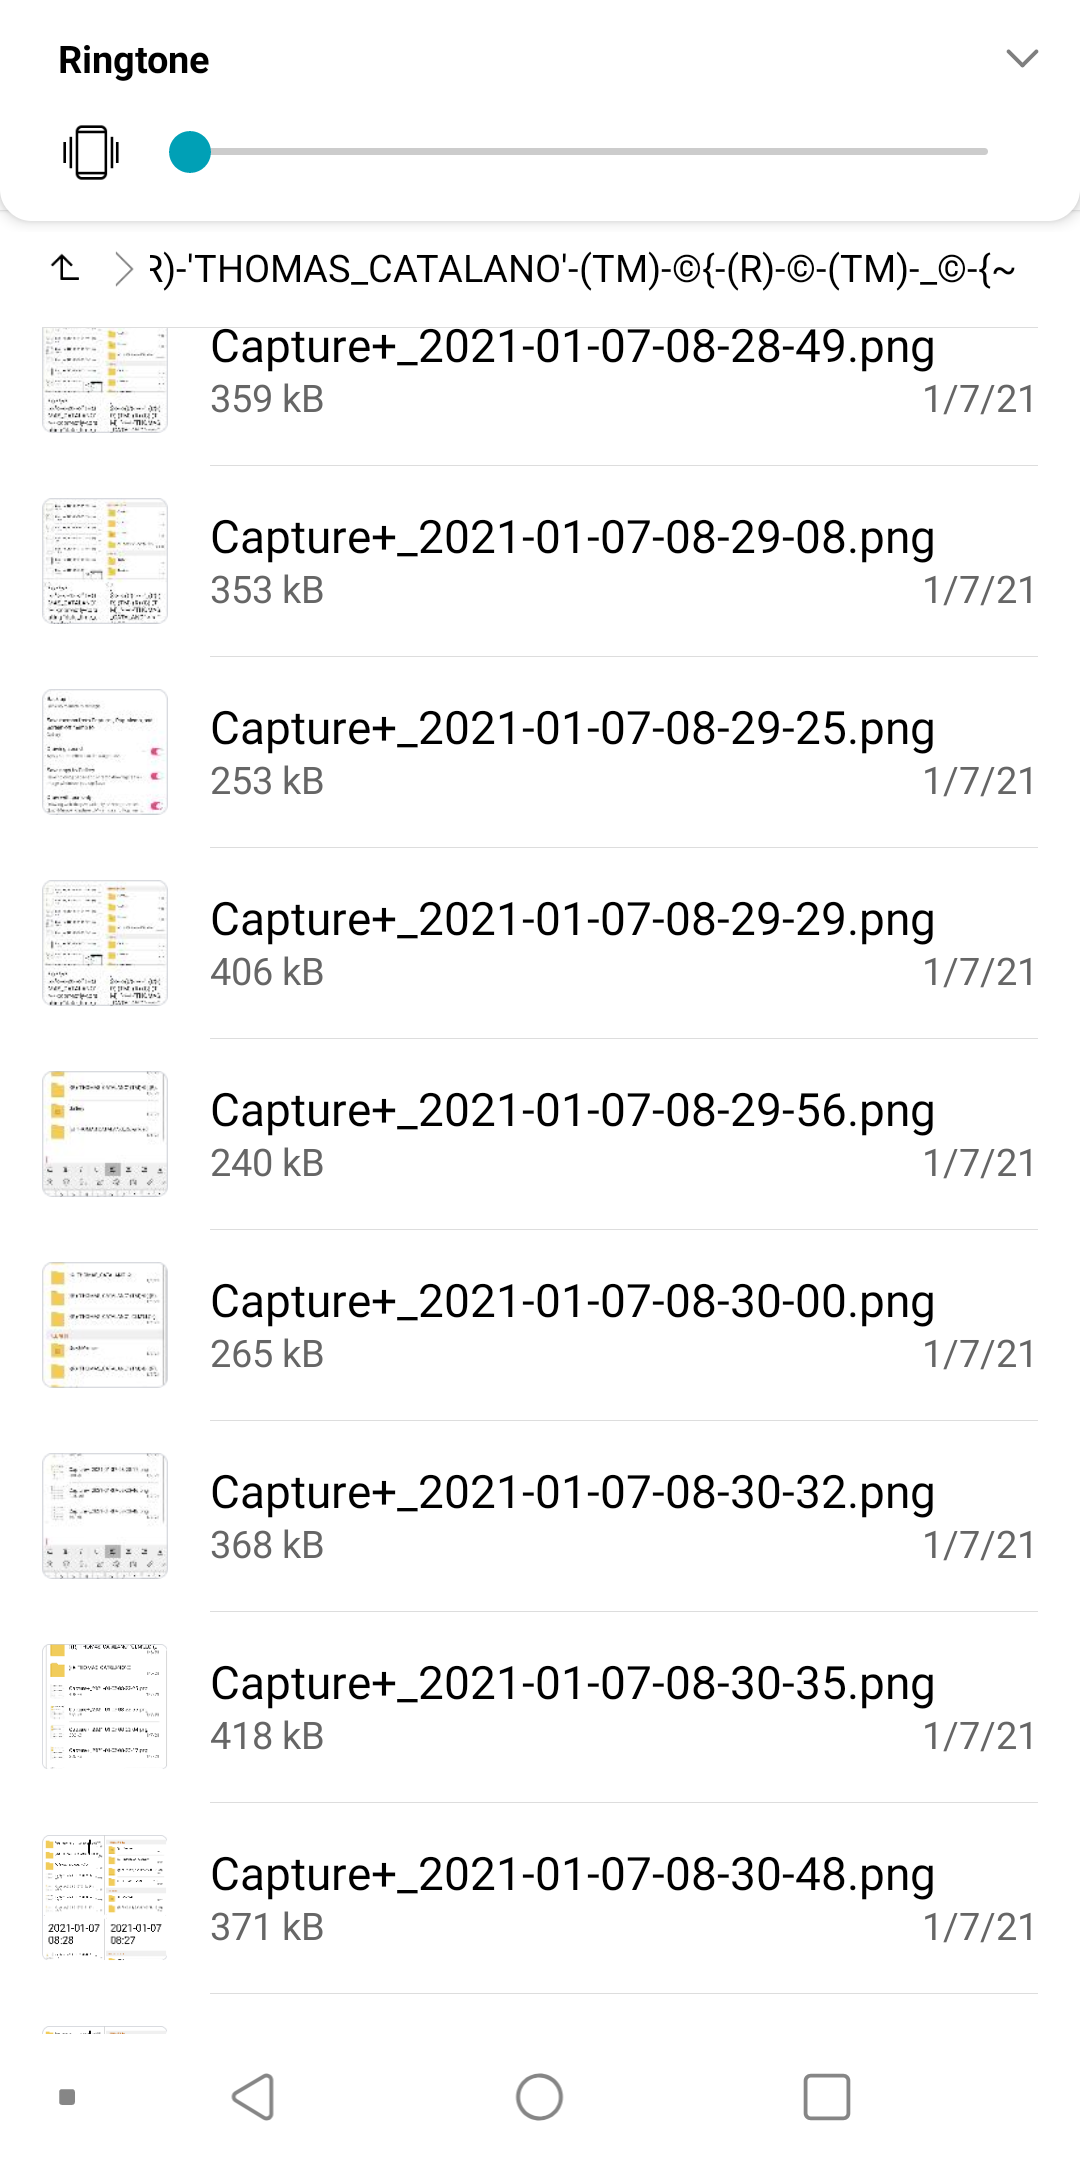 Ringtone
R)-'THOMAS_CATALANO'-(TM)-©{-(R)-©-(TM)-_©-{~
Capture+_2021-01-07-08-28-49.png
359 kB 1/7/21
Capture+_2021-01-07-08-29-08.png
353 kB 1/7/21
Capture+_2021-01-07-08-29-25.png
253 kB 1/7/21
Capture+_2021-01-07-08-29-29.png
406 kB 1/7/21
Capture+_2021-01-07-08-29-56.png
240 kB 1/7/21
Capture+_2021-01-07-08-30-00.png
265 kB 1/7/21
Capture+_2021-01-07-08-30-32.png
368 kB 1/7/21
Capture+_2021-01-07-08-30-35.png
418 kB 1/7/21
Capture+_2021-01-07-08-30-48.png
371 kB 1/7/21
2021-01-07 2021-01-07
08:28 08:27